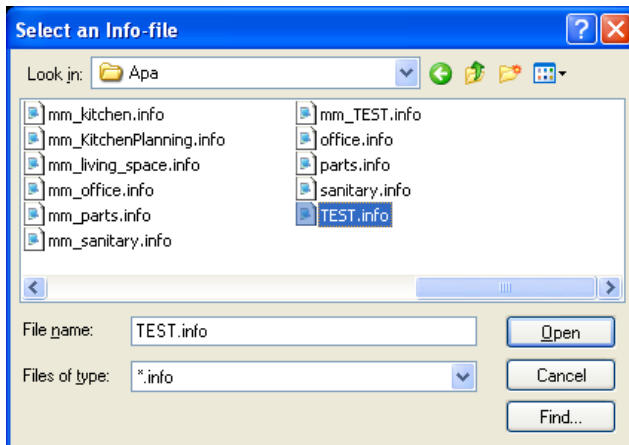 Select an Info-file
Look in: Apa
mm_kitchen.info
mm_KitchenPlanning.info
mm_living_space.info
mm_office.info
mm_parts.info
mm_sanitary.info
mm_TEST.info
office.info
parts.info
sanitary.info
TEST.info
File name: TEST.info Open
Files of type: *.info Cancel
Find...